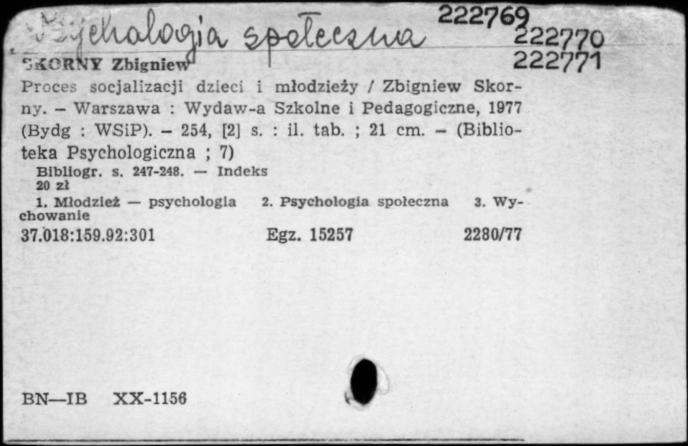 Psychologia społeczna 222769
222770
SKORNY Zbigniew 222771
Proces socjalizacji dzieci i młodzieży / Zbigniew Skor-
ny. — Warszawa : Wydaw-a Szkolne i Pedagogiczne, 1977
(Bydg : WSiP). — 254, [2] s. : il. tab. ; 21 cm. — (Biblio-
teka Psychologiczna ; 7)
Bibliogr. s. 247-248. — Indeks
20 zł
1. Młodzież — psychologia 2. Psychologia społeczna 3. Wy-
chowanie
37.018:159.92:301 Egz. 15257 2280/77
BN—IB XX-1156